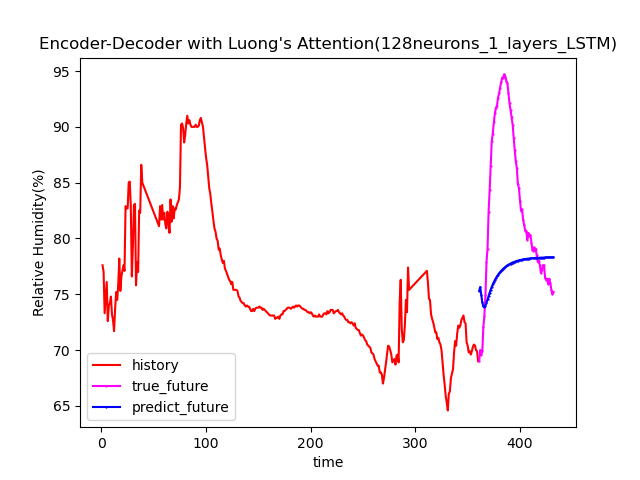 Encoder-Decoder with Luong's Attention(128neurons_1_layers_LSTM)
95
90
85
80
75
70
65
Relative Humidity(%)
history
true_future
predict_future
0 100 200 300 400
time